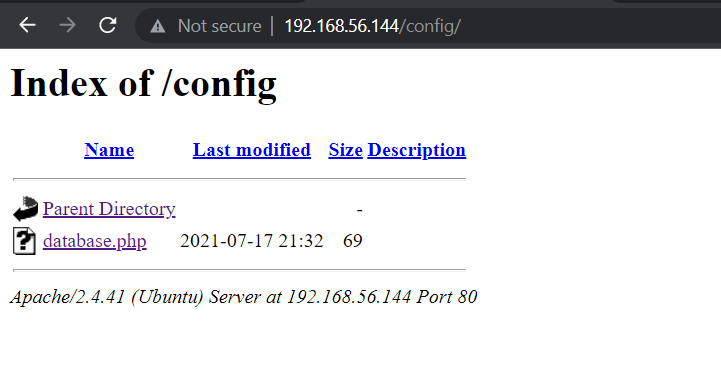 Not secure | 192.168.56.144/config/
Index of /config
Name Last modified Size Description
Parent Directory -
database.php 2021-07-17 21:32 69
Apache/2.4.41 (Ubuntu) Server at 192.168.56.144 Port 80